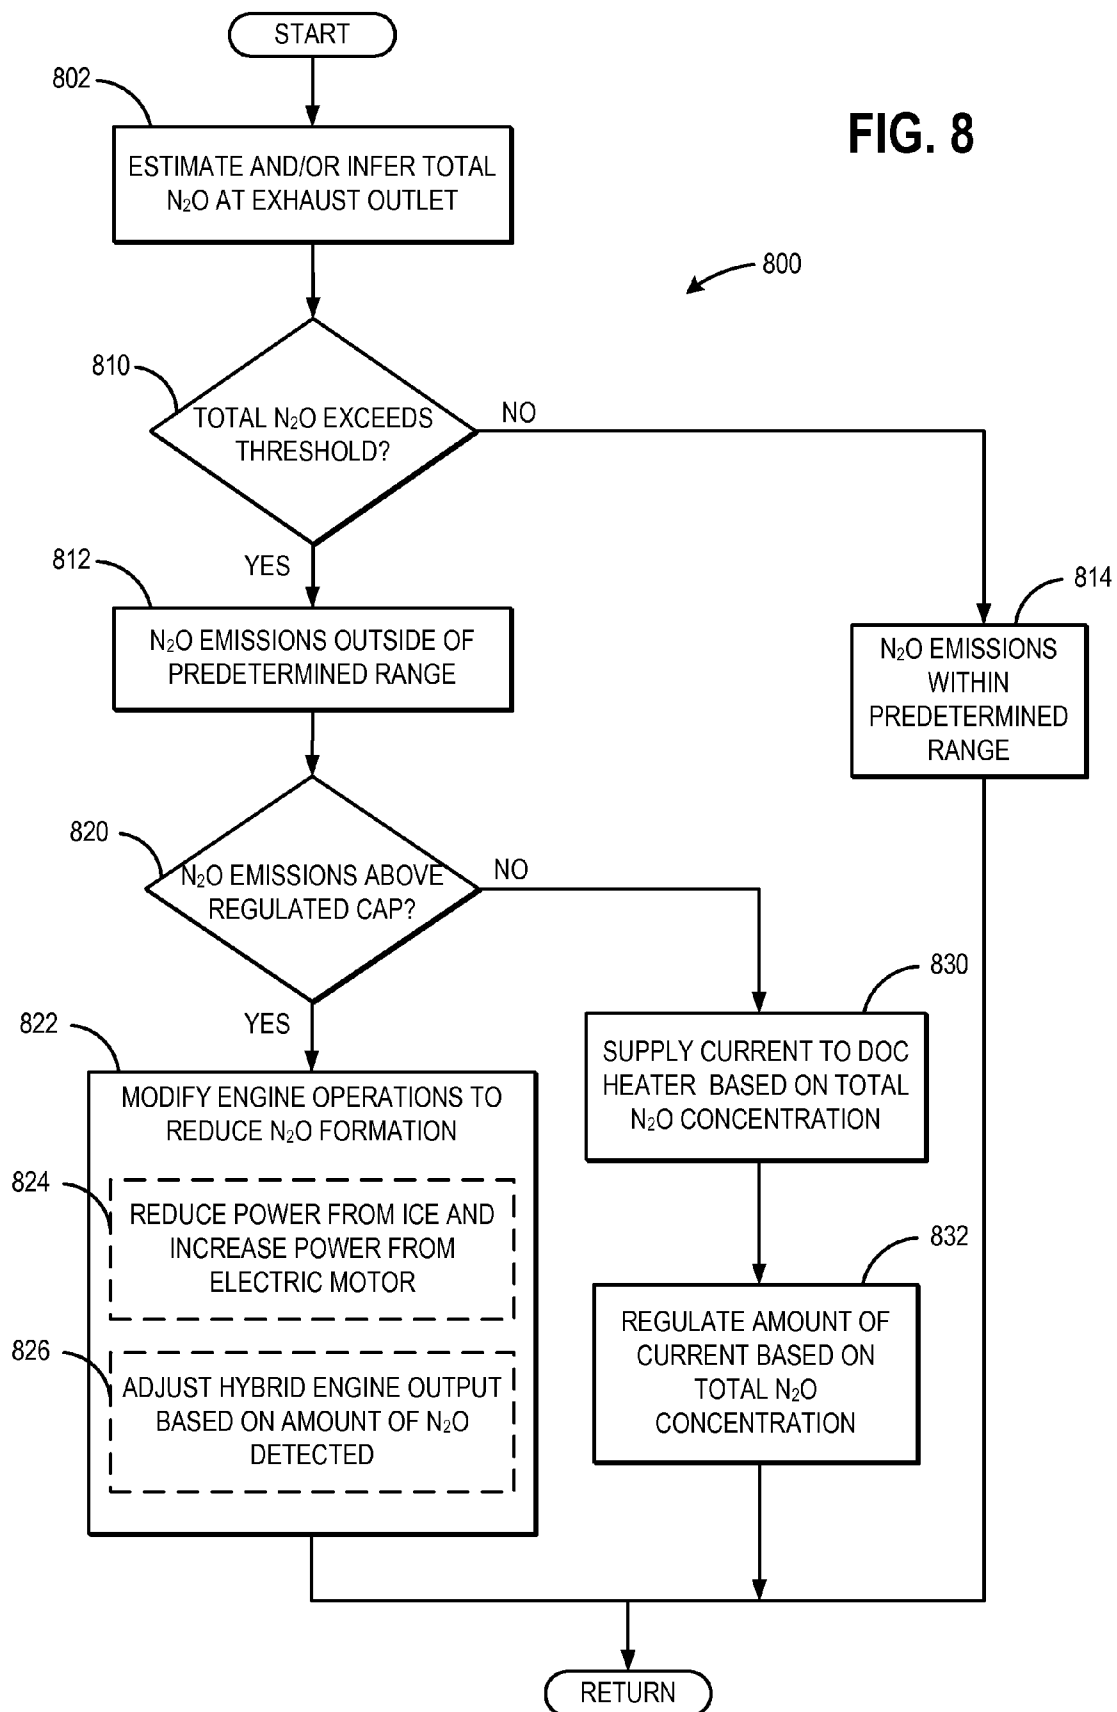 START
802
ESTIMATE AND/OR INFER TOTAL
N₂O AT EXHAUST OUTLET
FIG. 8
800
810
TOTAL N₂O EXCEEDS
THRESHOLD?
NO
YES
812
N₂O EMISSIONS OUTSIDE OF
PREDETERMINED RANGE
814
N₂O EMISSIONS
WITHIN
PREDETERMINED
RANGE
820
N₂O EMISSIONS ABOVE
REGULATED CAP?
NO
YES
822
MODIFY ENGINE OPERATIONS TO
REDUCE N₂O FORMATION
824
REDUCE POWER FROM ICE AND
INCREASE POWER FROM
ELECTRIC MOTOR
826
ADJUST HYBRID ENGINE OUTPUT
BASED ON AMOUNT OF N₂O
DETECTED
830
SUPPLY CURRENT TO DOC
HEATER BASED ON TOTAL
N₂O CONCENTRATION
832
REGULATE AMOUNT OF
CURRENT BASED ON
TOTAL N₂O
CONCENTRATION
RETURN